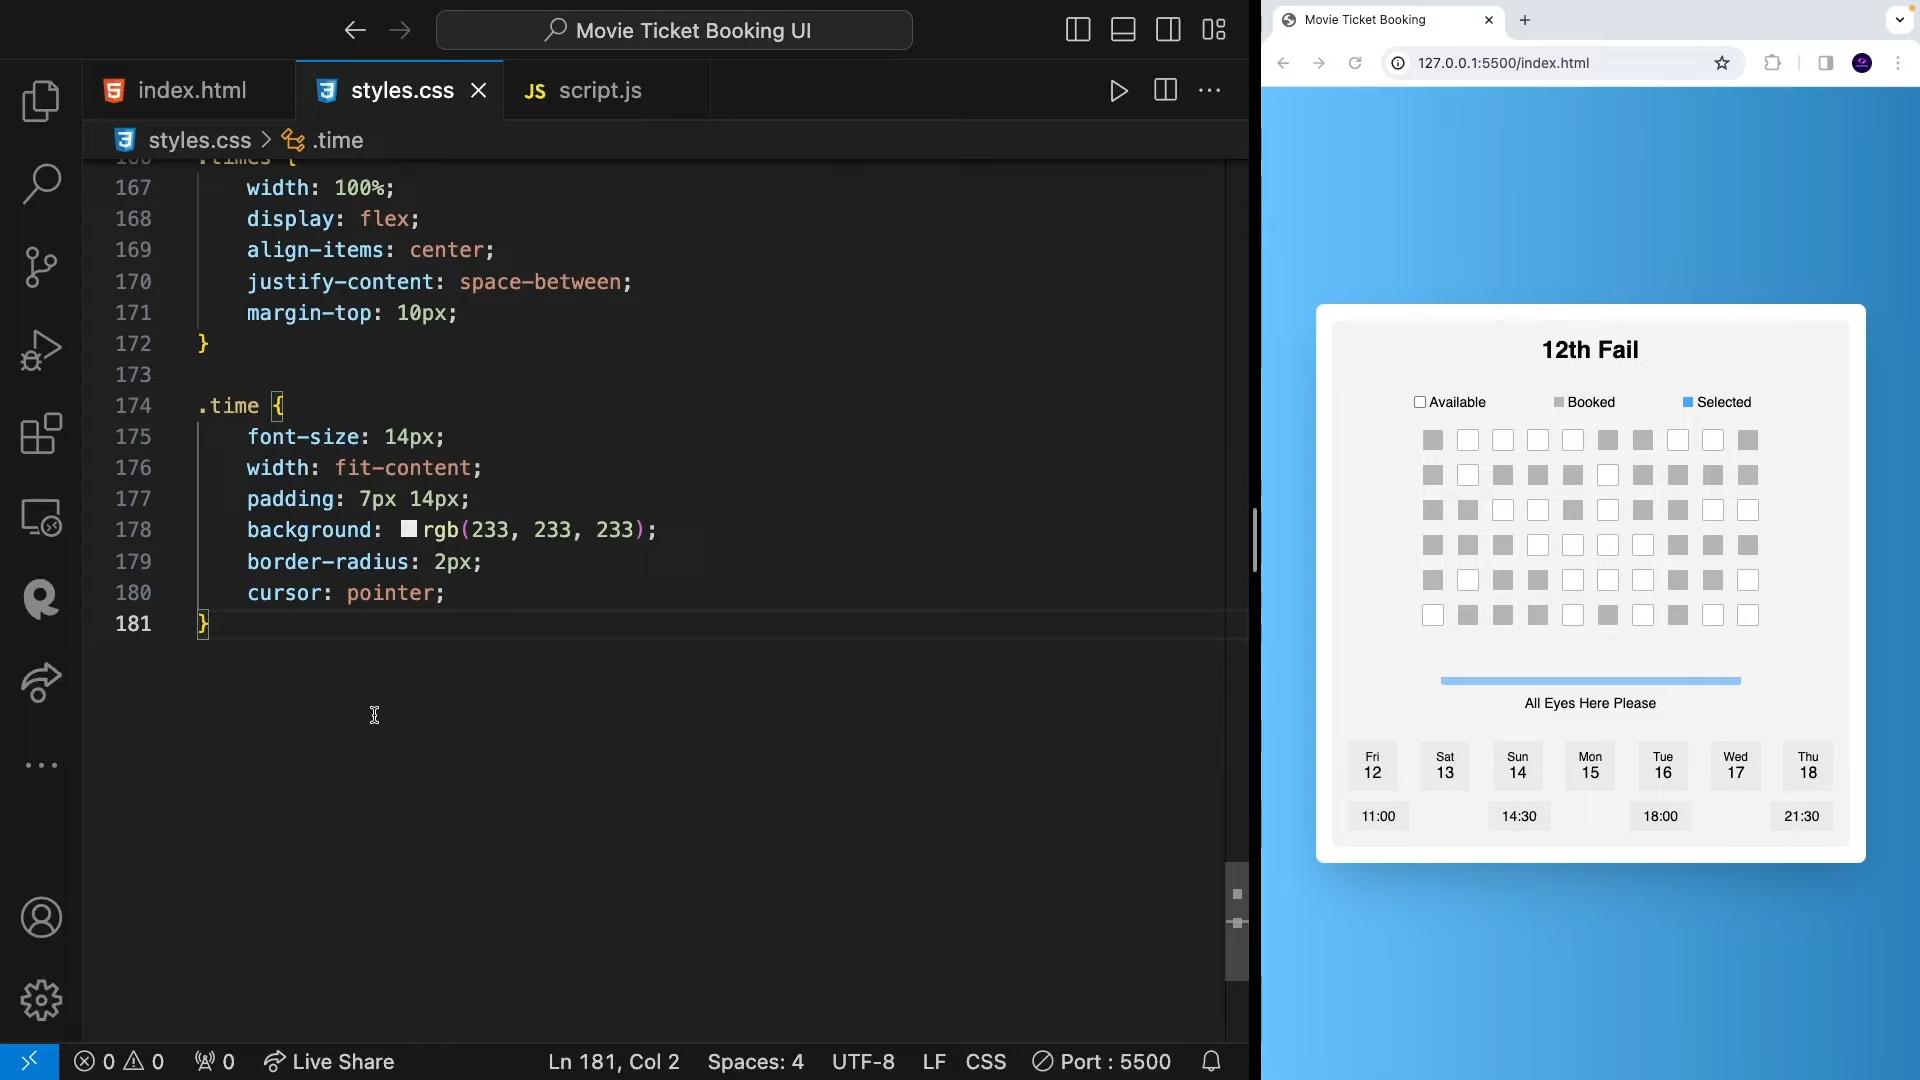 Movie Ticket Booking UI
index.html
styles.css
JS script.js
styles.css > .time
166 .times {
167 width: 100%;
168 display: flex;
169 align-items: center;
170 justify-content: space-between;
171 margin-top: 10px;
172 }
173
174 .time {
175 font-size: 14px;
176 width: fit-content;
177 padding: 7px 14px;
178 background: rgb(233, 233, 233);
179 border-radius: 2px;
180 cursor: pointer;
181 }
0 0 0 Live Share Ln 181, Col 2 Spaces: 4 UTF-8 LF CSS Port : 5500
Movie Ticket Booking
127.0.0.1:5500/index.html
12th Fail
Available Booked Selected
All Eyes Here Please
Fri Sat Sun Mon Tue Wed Thu
12 13 14 15 16 17 18
11:00 14:30 18:00 21:30